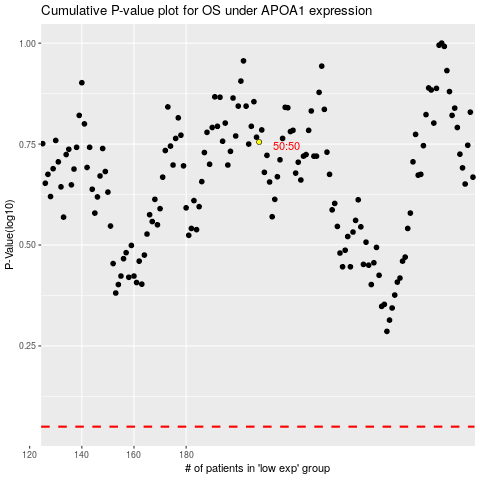 Cumulative P-value plot for OS under APOA1 expression
P-Value(log10)
1.00
0.75
0.50
0.25
50:50
120 140 160 180
# of patients in 'low exp' group